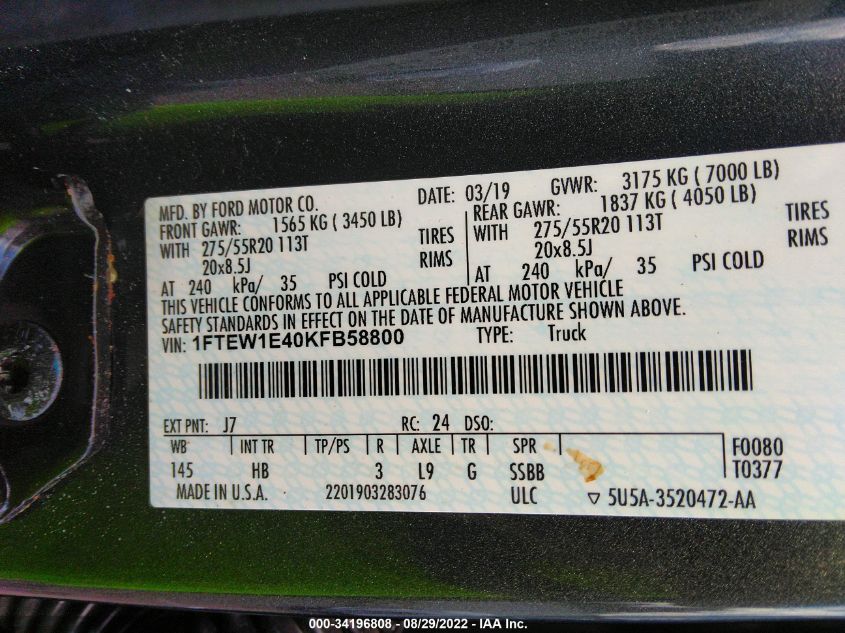 MFD. BY FORD MOTOR CO. DATE: 03/19 GVWR: 3175 KG ( 7000 LB)
FRONT GAWR: 1565 KG ( 3450 LB) REAR GAWR: 1837 KG ( 4050 LB)
WITH 275/55R20 113T TIRES WITH 275/55R20 113T TIRES
20x8.5J RIMS 20x8.5J RIMS
AT 240 kPa/ 35 PSI COLD AT 240 kPa/ 35 PSI COLD
THIS VEHICLE CONFORMS TO ALL APPLICABLE FEDERAL MOTOR VEHICLE
SAFETY STANDARDS IN EFFECT ON THE DATE OF MANUFACTURE SHOWN ABOVE.
VIN: 1FTEW1E40KFB58800 TYPE: Truck
EXT PNT: J7 RC: 24 DSO:
WB INT TR TP/PS R AXLE TR SPR F0080
145 HB 3 L9 G SSBB T0377
MADE IN U.S.A. 2201903283076 ULC ▽ 5U5A-3520472-AA
000-34196808 - 08/29/2022 - IAA Inc.